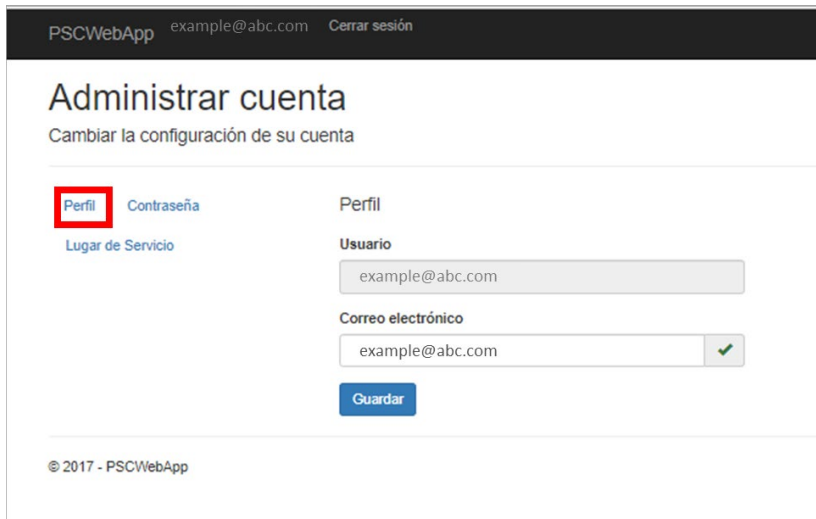 PSCWebApp example@abc.com Cerrar sesión
Administrar cuenta
Cambiar la configuración de su cuenta
Perfil Contraseña
Lugar de Servicio
Perfil
Usuario
example@abc.com
Correo electrónico
example@abc.com
Guardar
© 2017 - PSCWebApp